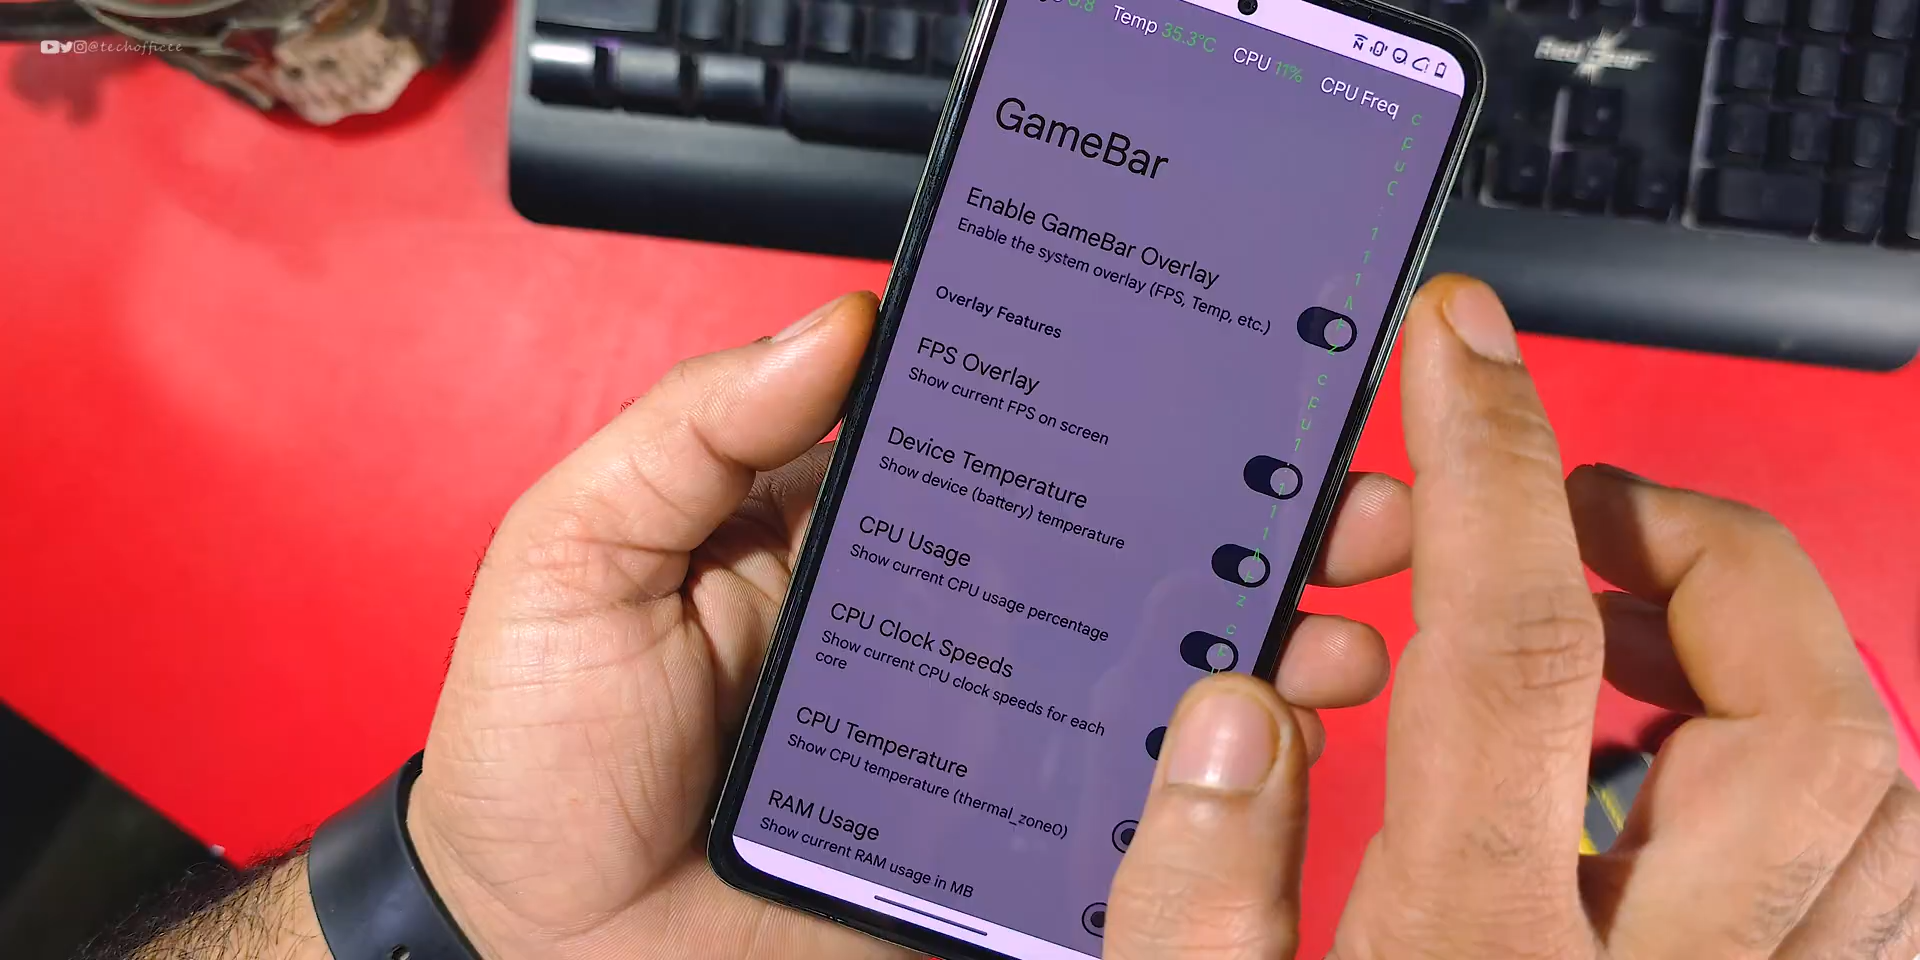 @techofficee
0.8 Temp 35.3°C CPU 11% CPU Freq
GameBar
Enable GameBar Overlay
Enable the system overlay (FPS, Temp, etc.)
Overlay Features
FPS Overlay
Show current FPS on screen
Device Temperature
Show device (battery) temperature
CPU Usage
Show current CPU usage percentage
CPU Clock Speeds
Show current CPU clock speeds for each
core
CPU Temperature
Show CPU temperature (thermal_zone0)
RAM Usage
Show current RAM usage in MB